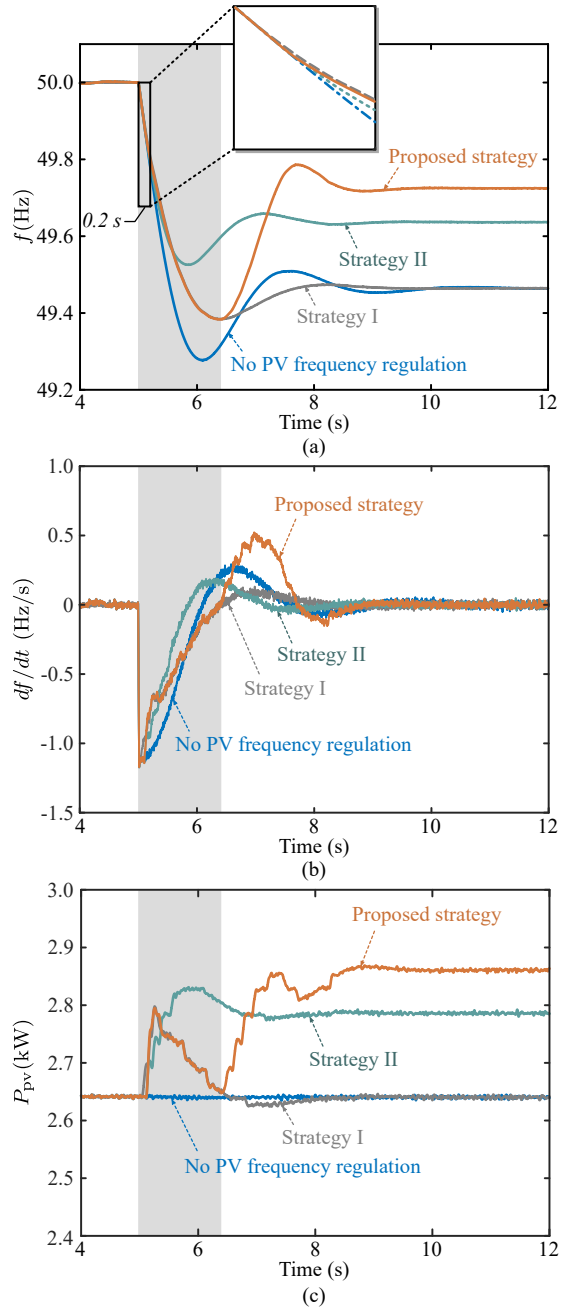 50.0
49.8
49.6
49.4
49.2
f (Hz)
0.2 s
Proposed strategy
Strategy II
Strategy I
No PV frequency regulation
4
6
8
10
12
Time (s)
(a)
1.0
0.5
0
-0.5
-1.0
-1.5
df/dt (Hz/s)
Proposed strategy
Strategy II
Strategy I
No PV frequency regulation
4
6
8
10
12
Time (s)
(b)
3.0
2.9
2.8
2.7
2.6
2.5
2.4
Ppv (kW)
Proposed strategy
Strategy II
Strategy I
No PV frequency regulation
4
6
8
10
12
Time (s)
(c)